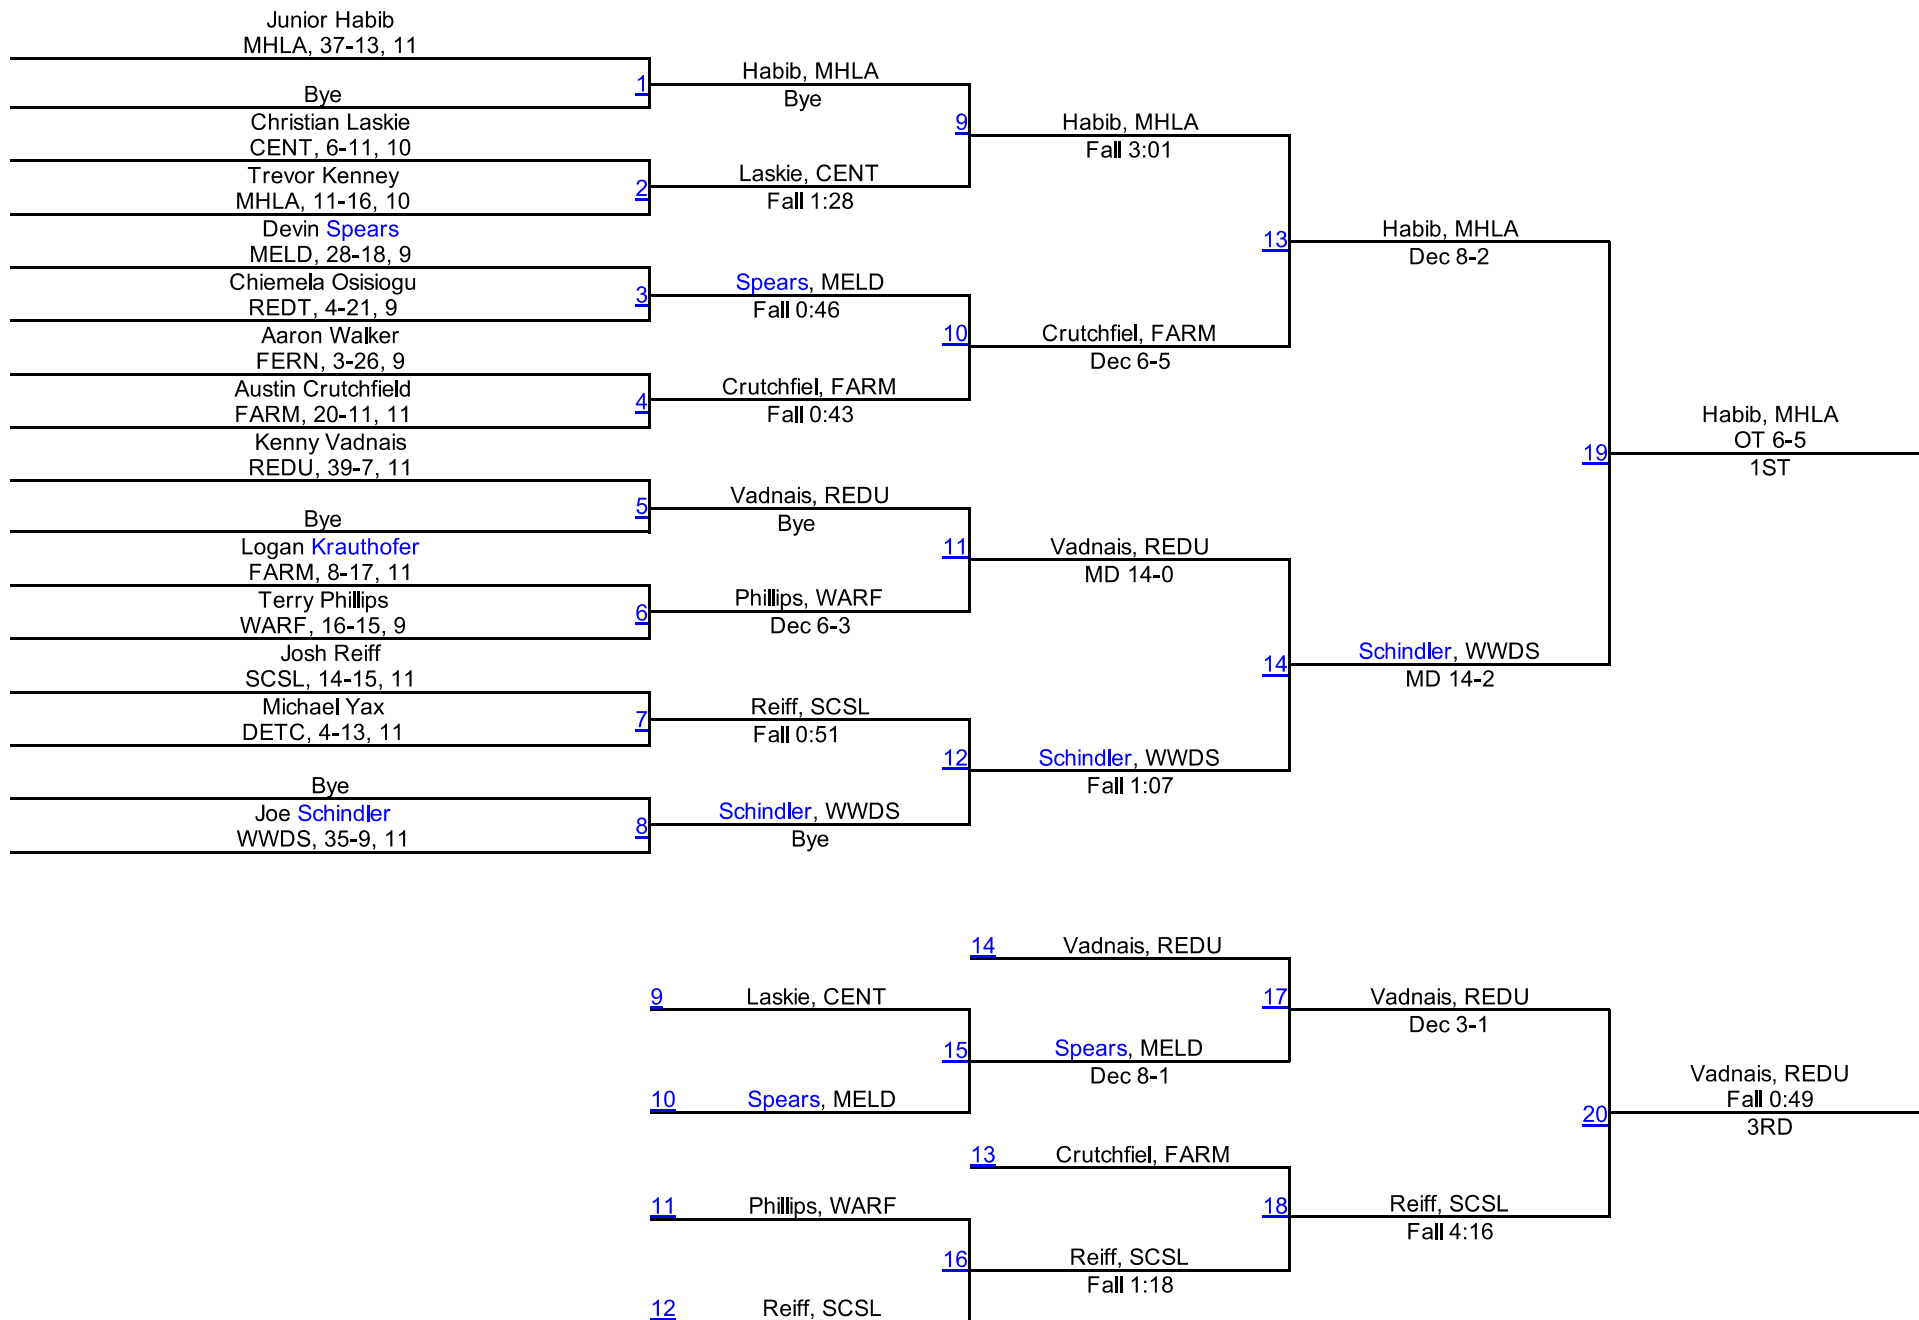 Junior Habib
MHLA, 37-13, 11
Bye
1
Christian Laskie
CENT, 6-11, 10
Trevor Kenney
MHLA, 11-16, 10
2
Devin Spears
MELD, 28-18, 9
Chiemela Osisiogu
REDT, 4-21, 9
3
Aaron Walker
FERN, 3-26, 9
Austin Crutchfield
FARM, 20-11, 11
4
Kenny Vadnais
REDU, 39-7, 11
Bye
5
Logan Krauthofer
FARM, 8-17, 11
Terry Phillips
WARF, 16-15, 9
6
Josh Reiff
SCSL, 14-15, 11
Michael Yax
DETC, 4-13, 11
7
Bye
Joe Schindler
WWDS, 35-9, 11
8
Habib, MHLA
Bye
9
Laskie, CENT
Fall 1:28
Spears, MELD
Fall 0:46
10
Crutchfiel, FARM
Fall 0:43
Vadnais, REDU
Bye
11
Phillips, WARF
Dec 6-3
Reiff, SCSL
Fall 0:51
12
Schindler, WWDS
Bye
Habib, MHLA
Fall 3:01
13
Crutchfiel, FARM
Dec 6-5
Vadnais, REDU
MD 14-0
14
Schindler, WWDS
Fall 1:07
Habib, MHLA
Dec 8-2
19
Schindler, WWDS
MD 14-2
Habib, MHLA
OT 6-5
1ST
14 Vadnais, REDU
9 Laskie, CENT
17
15
10 Spears, MELD
Spears, MELD
Dec 8-1
Vadnais, REDU
Dec 3-1
13 Crutchfiel, FARM
11 Phillips, WARF
18
16
12 Reiff, SCSL
Reiff, SCSL
Fall 1:18
Reiff, SCSL
Fall 4:16
20
Vadnais, REDU
Fall 0:49
3RD